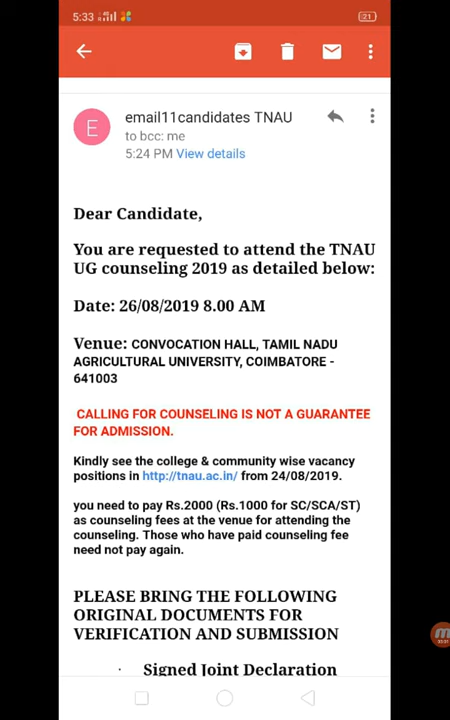 5:33
21
E
email11candidates TNAU
to bcc: me
5:24 PM View details
Dear Candidate,
You are requested to attend the TNAU
UG counseling 2019 as detailed below:
Date: 26/08/2019 8.00 AM
Venue: CONVOCATION HALL, TAMIL NADU
AGRICULTURAL UNIVERSITY, COIMBATORE -
641003
CALLING FOR COUNSELING IS NOT A GUARANTEE
FOR ADMISSION.
Kindly see the college & community wise vacancy
positions in http://tnau.ac.in/ from 24/08/2019.
you need to pay Rs.2000 (Rs.1000 for SC/SCA/ST)
as counseling fees at the venue for attending the
counseling. Those who have paid counseling fee
need not pay again.
PLEASE BRING THE FOLLOWING
ORIGINAL DOCUMENTS FOR
VERIFICATION AND SUBMISSION
· Signed Joint Declaration